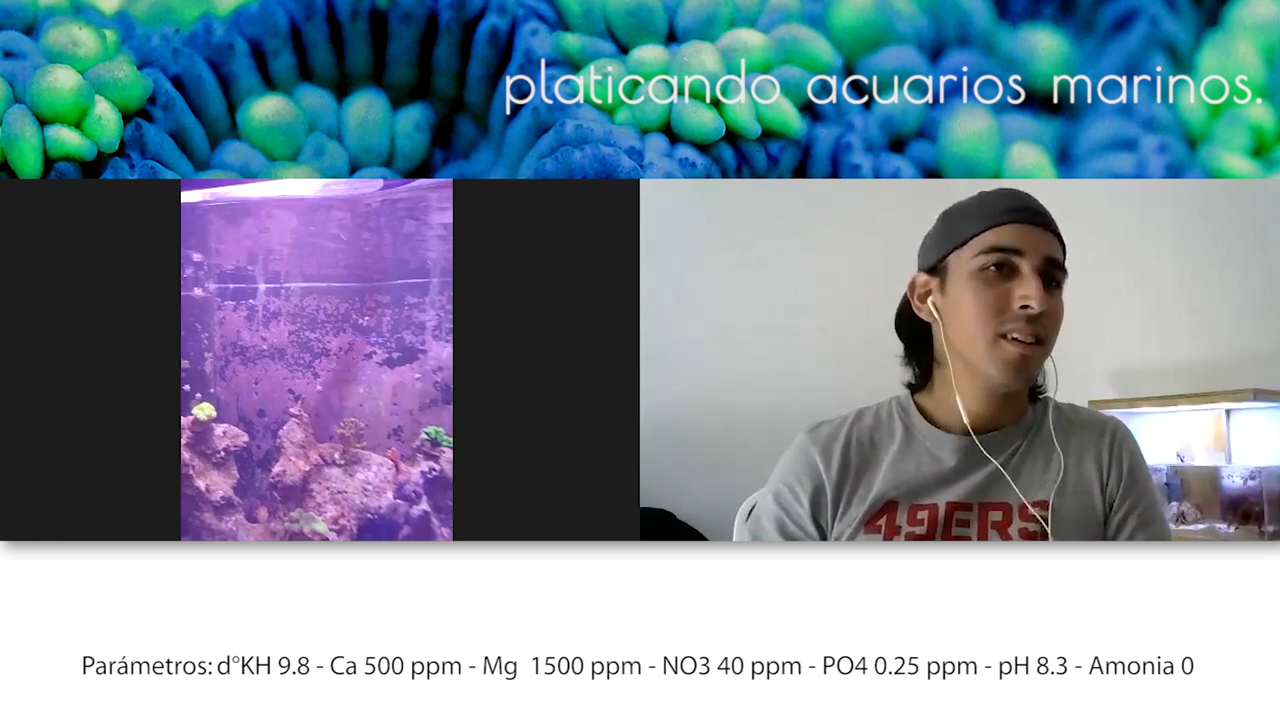 platicando acuarios marinos.
49ERS
Parámetros: d°KH 9.8 - Ca 500 ppm - Mg 1500 ppm - NO3 40 ppm - PO4 0.25 ppm - pH 8.3 - Amonia 0